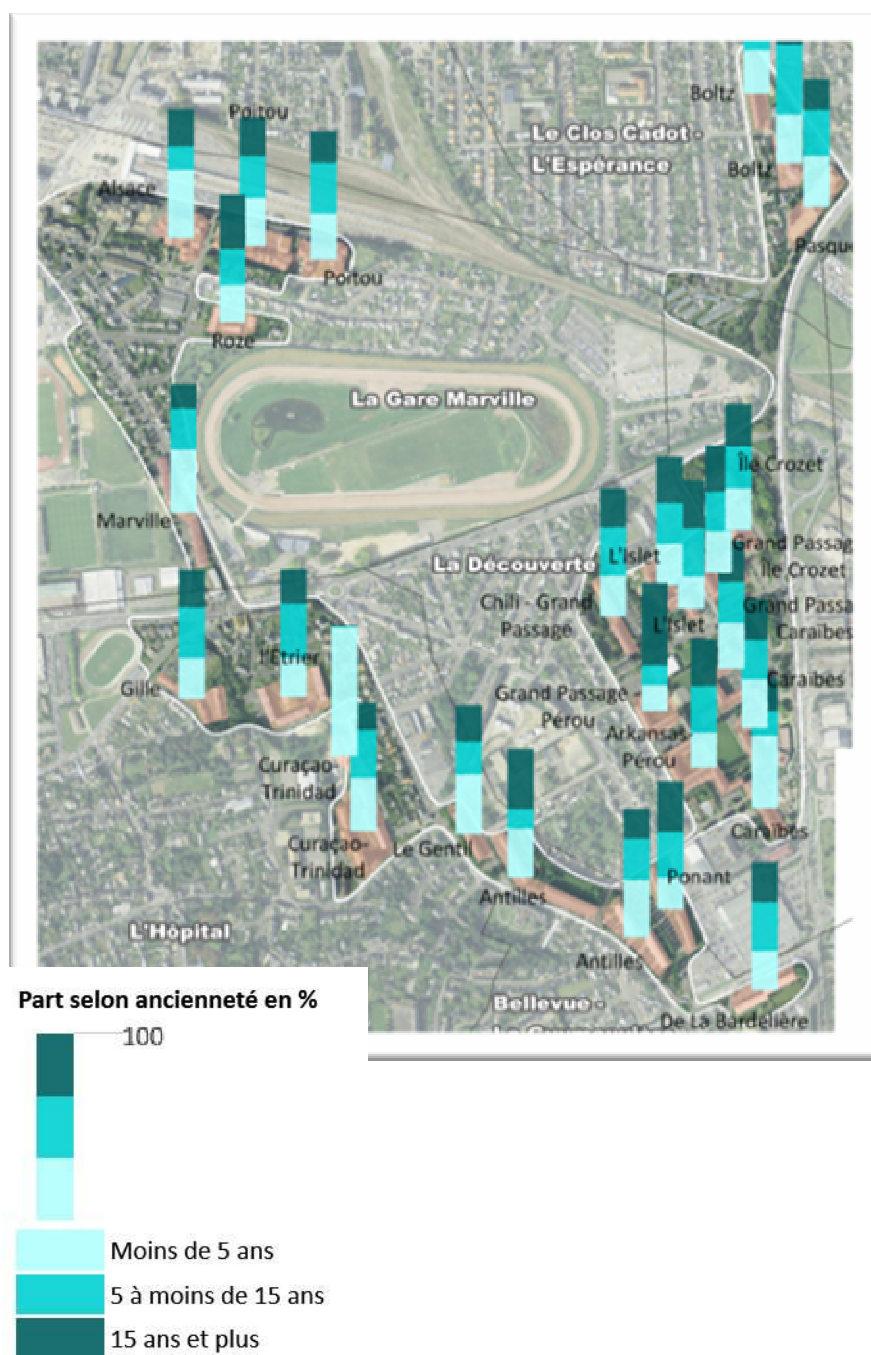 Boltz
Poitou
Le Clos Cadot -
L'Espérance
Boltz
Alsace
Pasqu
Poitou
Roze
La Gare Marville
Île Crozet
Marville
La Découverte
L'Islet
Grand Passag
Île Crozet
Chili - Grand
Passage
Grand Passa
Caraïbes
L'Islet
l'Etrier
Gille
Caraïbes
Grand Passage -
Pérou
Arkansas-
Pérou
Curaçao-
Trinidad
Caraïbes
Curaçao-
Trinidad
Le Gentil
Ponant
Antilles
L'Hôpital
Antilles
Bellevue -
De La Bardelière
Part selon ancienneté en %
100
Moins de 5 ans
5 à moins de 15 ans
15 ans et plus